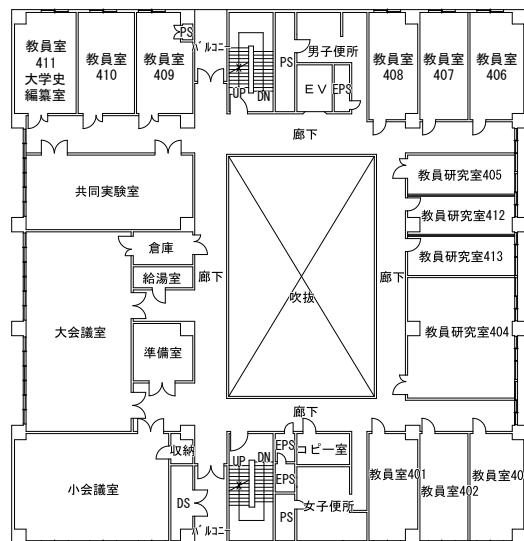 教員室
411
大学史
編纂室
教員室
410
教員室
409
PS
バルコニー
UP
DN
PS
男子便所
EV
EPS
教員室
408
教員室
407
教員室
406
廊下
共同実験室
教員研究室405
教員研究室412
教員研究室413
倉庫
給湯室
廊下
吹抜
廊下
大会議室
準備室
教員研究室404
廊下
収納
小会議室
DS
UP
DN
バルコニー
EPS
EPS
PS
コピー室
女子便所
教員室401
教員室
402
教員室40